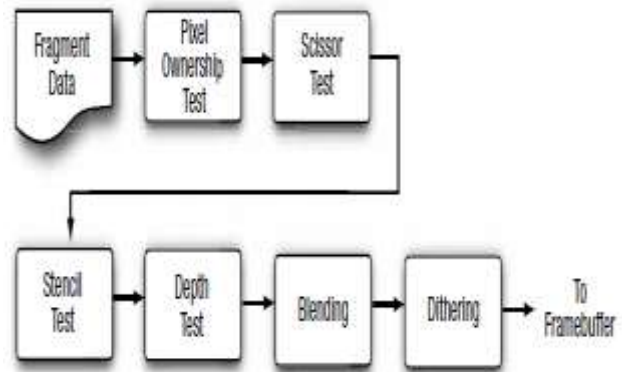 Fragment
Data
Pixel
Ownership
Test
Scissor
Test
Stencil
Test
Depth
Test
Blending
Dithering
To
Framebuffer